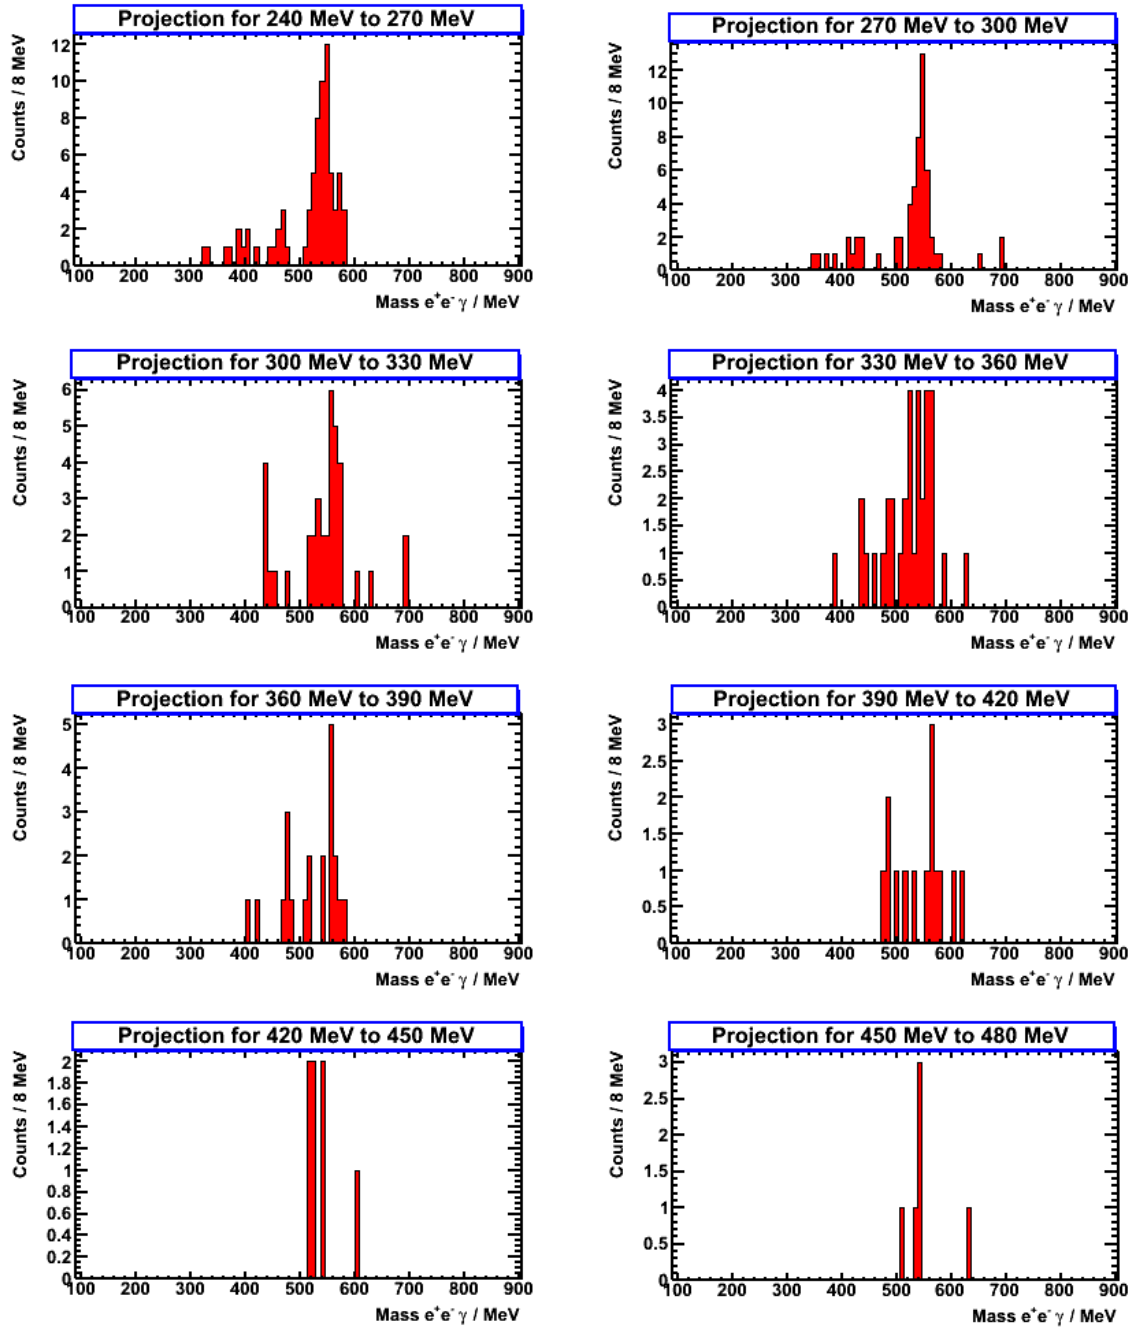 Projection for 240 MeV to 270 MeV
Counts / 8 MeV
12
10
8
6
4
2
0
100 200 300 400 500 600 700 800 900
Mass e⁺e⁻ γ / MeV
Projection for 270 MeV to 300 MeV
Counts / 8 MeV
12
10
8
6
4
2
0
100 200 300 400 500 600 700 800 900
Mass e⁺e⁻ γ / MeV
Projection for 300 MeV to 330 MeV
Counts / 8 MeV
6
5
4
3
2
1
0
100 200 300 400 500 600 700 800 900
Mass e⁺e⁻ γ / MeV
Projection for 330 MeV to 360 MeV
Counts / 8 MeV
4
3.5
3
2.5
2
1.5
1
0.5
0
100 200 300 400 500 600 700 800 900
Mass e⁺e⁻ γ / MeV
Projection for 360 MeV to 390 MeV
Counts / 8 MeV
5
4
3
2
1
0
100 200 300 400 500 600 700 800 900
Mass e⁺e⁻ γ / MeV
Projection for 390 MeV to 420 MeV
Counts / 8 MeV
3
2.5
2
1.5
1
0.5
0
100 200 300 400 500 600 700 800 900
Mass e⁺e⁻ γ / MeV
Projection for 420 MeV to 450 MeV
Counts / 8 MeV
2
1.8
1.6
1.4
1.2
1
0.8
0.6
0.4
0.2
0
100 200 300 400 500 600 700 800 900
Mass e⁺e⁻ γ / MeV
Projection for 450 MeV to 480 MeV
Counts / 8 MeV
3
2.5
2
1.5
1
0.5
0
100 200 300 400 500 600 700 800 900
Mass e⁺e⁻ γ / MeV